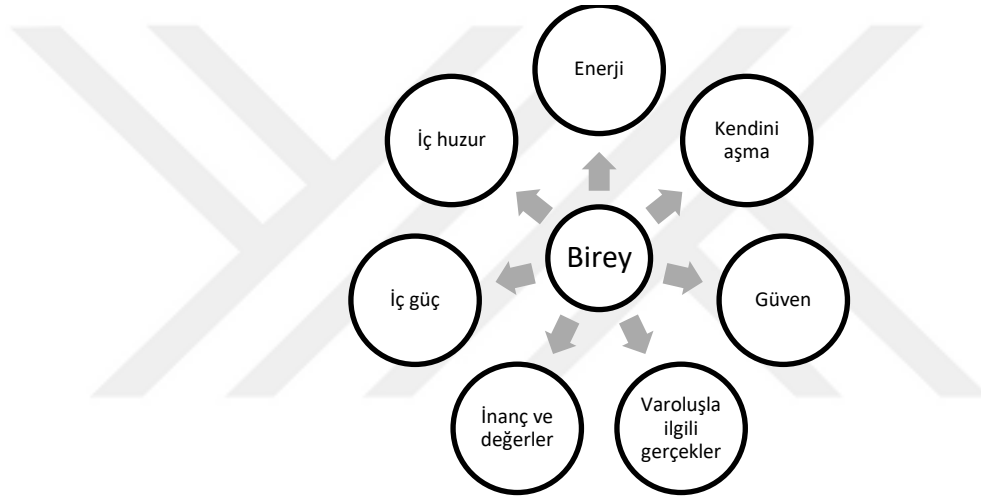 Enerji
Kendini
aşma
Güven
Varoluşla
ilgili
gerçekler
İnanç ve
değerler
İç güç
İç huzur
Birey